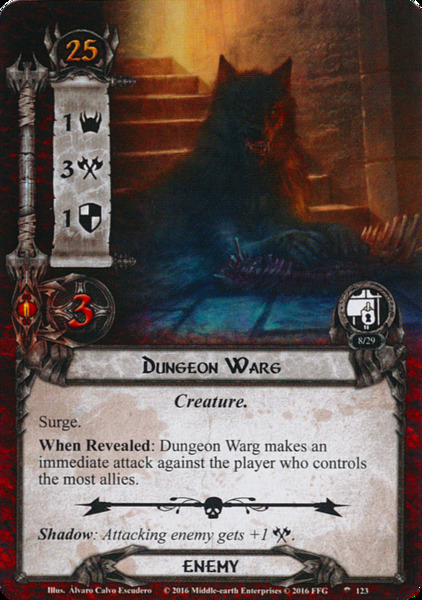 25
1
3
1
3
8/29
Dungeon Warg
Creature.
Surge.
When Revealed: Dungeon Warg makes an
immediate attack against the player who controls
the most allies.
Shadow: Attacking enemy gets +1 .
ENEMY
Illus. Álvaro Calvo Escudero © 2016 Middle-earth Enterprises © 2016 FFG 123